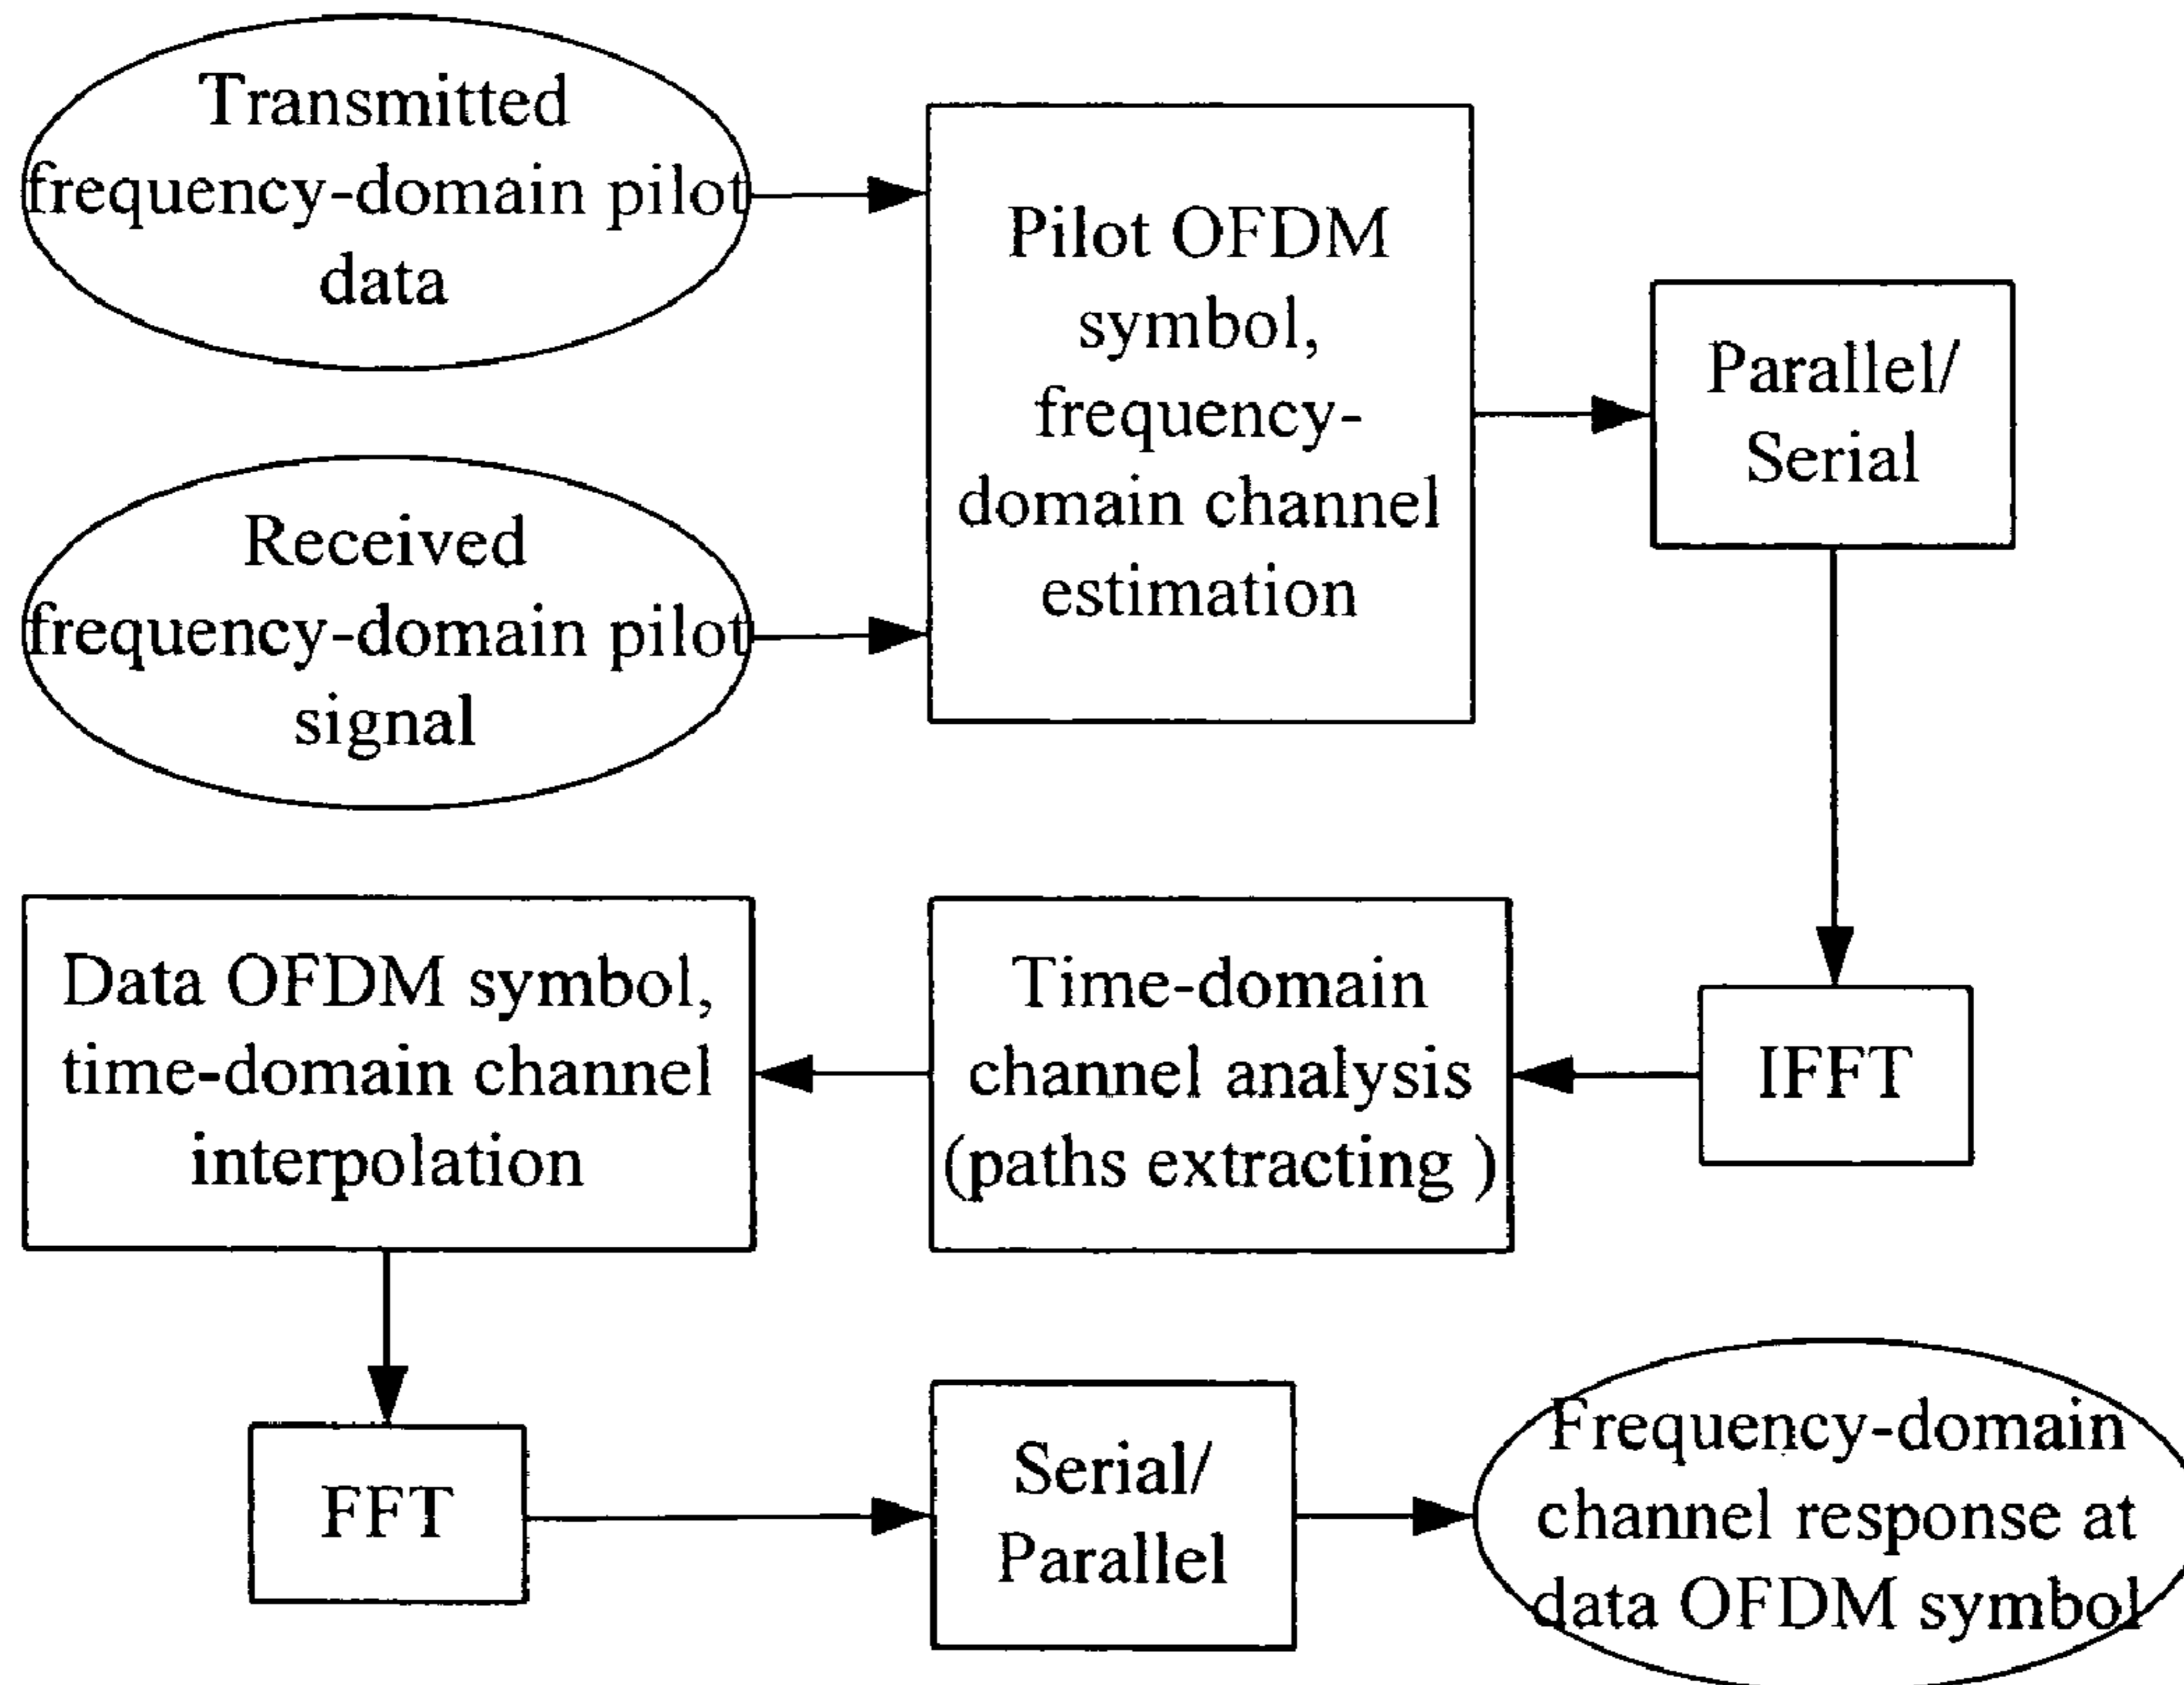 Transmitted
frequency-domain pilot
data
Pilot OFDM
symbol,
frequency-
domain channel
estimation
Parallel/
Serial
Received
frequency-domain pilot
signal
IFFT
Time-domain
channel analysis
(paths extracting )
Data OFDM symbol,
time-domain channel
interpolation
FFT
Serial/
Parallel
Frequency-domain
channel response at
data OFDM symbol